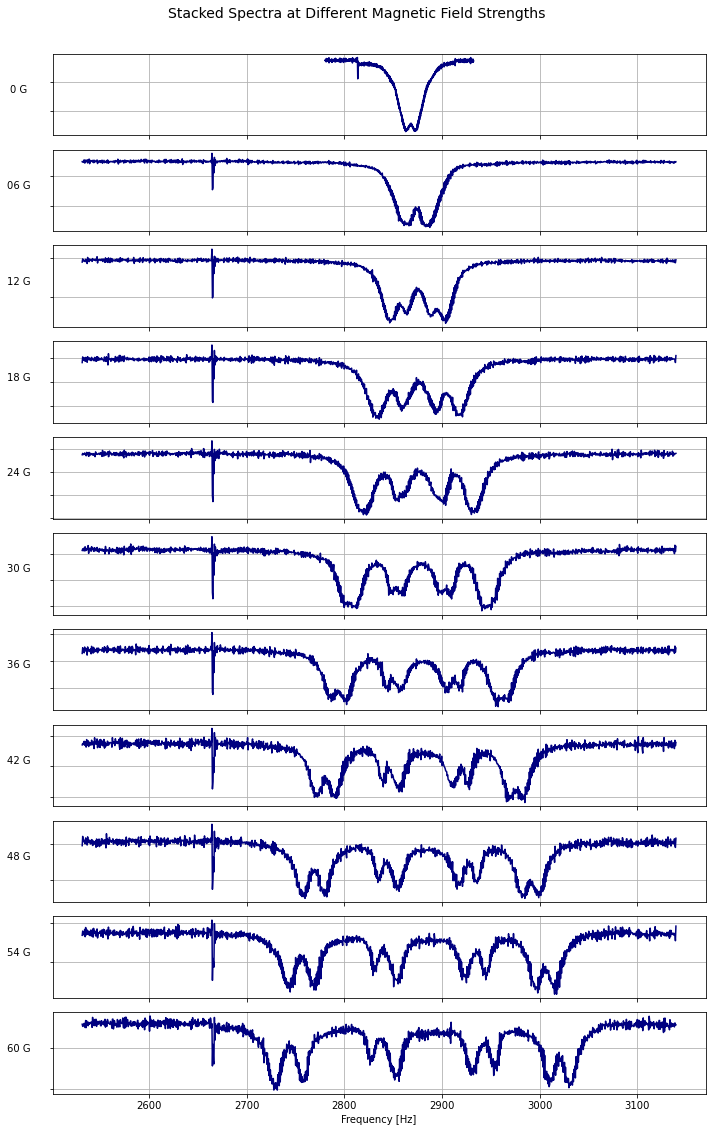 Stacked Spectra at Different Magnetic Field Strengths
0 G
06 G
12 G
18 G
24 G
30 G
36 G
42 G
48 G
54 G
60 G
2600 2700 2800 2900 3000 3100
Frequency [Hz]